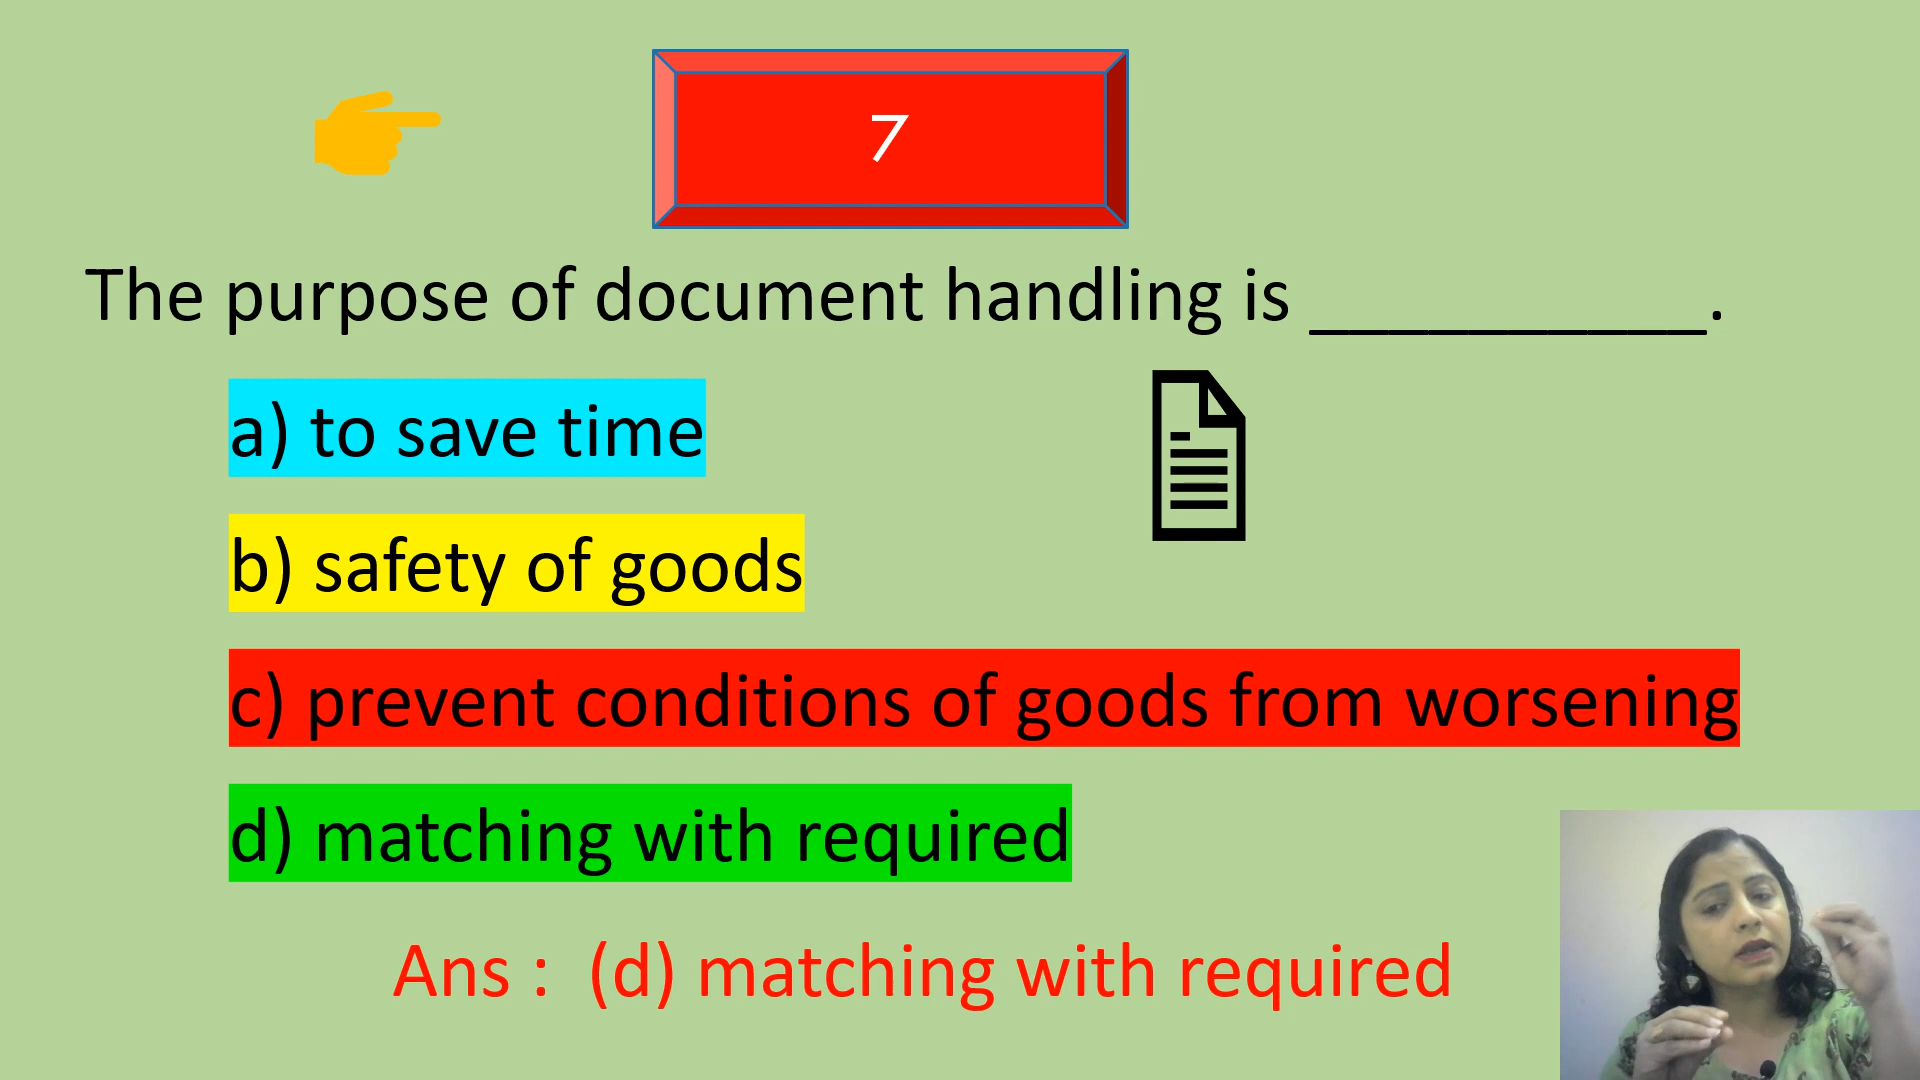 7
The purpose of document handling is __________.
a) to save time
b) safety of goods
c) prevent conditions of goods from worsening
d) matching with required
Ans :  (d) matching with required